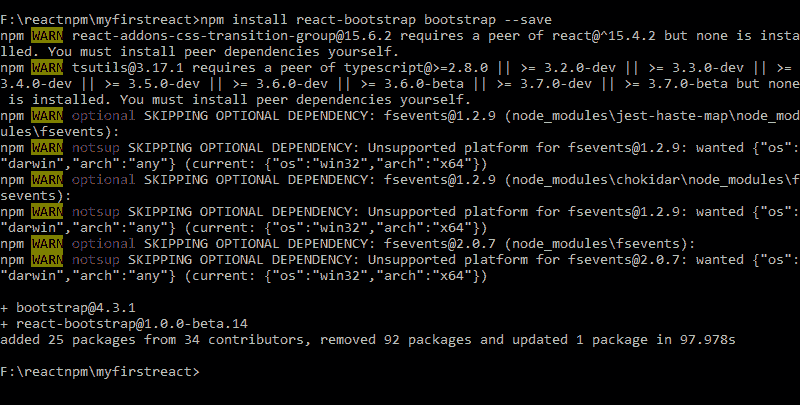 F:\reactnpm\myfirstreact>npm install react-bootstrap bootstrap --save
npm WARN react-addons-css-transition-group@15.6.2 requires a peer of react@^15.4.2 but none is insta
lled. You must install peer dependencies yourself.
npm WARN tsutils@3.17.1 requires a peer of typescript@>=2.8.0 || >= 3.2.0-dev || >= 3.3.0-dev || >=
3.4.0-dev || >= 3.5.0-dev || >= 3.6.0-dev || >= 3.6.0-beta || >= 3.7.0-dev || >= 3.7.0-beta but none
 is installed. You must install peer dependencies yourself.
npm WARN optional SKIPPING OPTIONAL DEPENDENCY: fsevents@1.2.9 (node_modules\jest-haste-map\node_mod
ules\fsevents):
npm WARN notsup SKIPPING OPTIONAL DEPENDENCY: Unsupported platform for fsevents@1.2.9: wanted {"os":
"darwin","arch":"any"} (current: {"os":"win32","arch":"x64"})
npm WARN optional SKIPPING OPTIONAL DEPENDENCY: fsevents@1.2.9 (node_modules\chokidar\node_modules\f
sevents):
npm WARN notsup SKIPPING OPTIONAL DEPENDENCY: Unsupported platform for fsevents@1.2.9: wanted {"os":
"darwin","arch":"any"} (current: {"os":"win32","arch":"x64"})
npm WARN optional SKIPPING OPTIONAL DEPENDENCY: fsevents@2.0.7 (node_modules\fsevents):
npm WARN notsup SKIPPING OPTIONAL DEPENDENCY: Unsupported platform for fsevents@2.0.7: wanted {"os":
"darwin","arch":"any"} (current: {"os":"win32","arch":"x64"})
+ bootstrap@4.3.1
+ react-bootstrap@1.0.0-beta.14
added 25 packages from 34 contributors, removed 92 packages and updated 1 package in 97.978s
F:\reactnpm\myfirstreact>